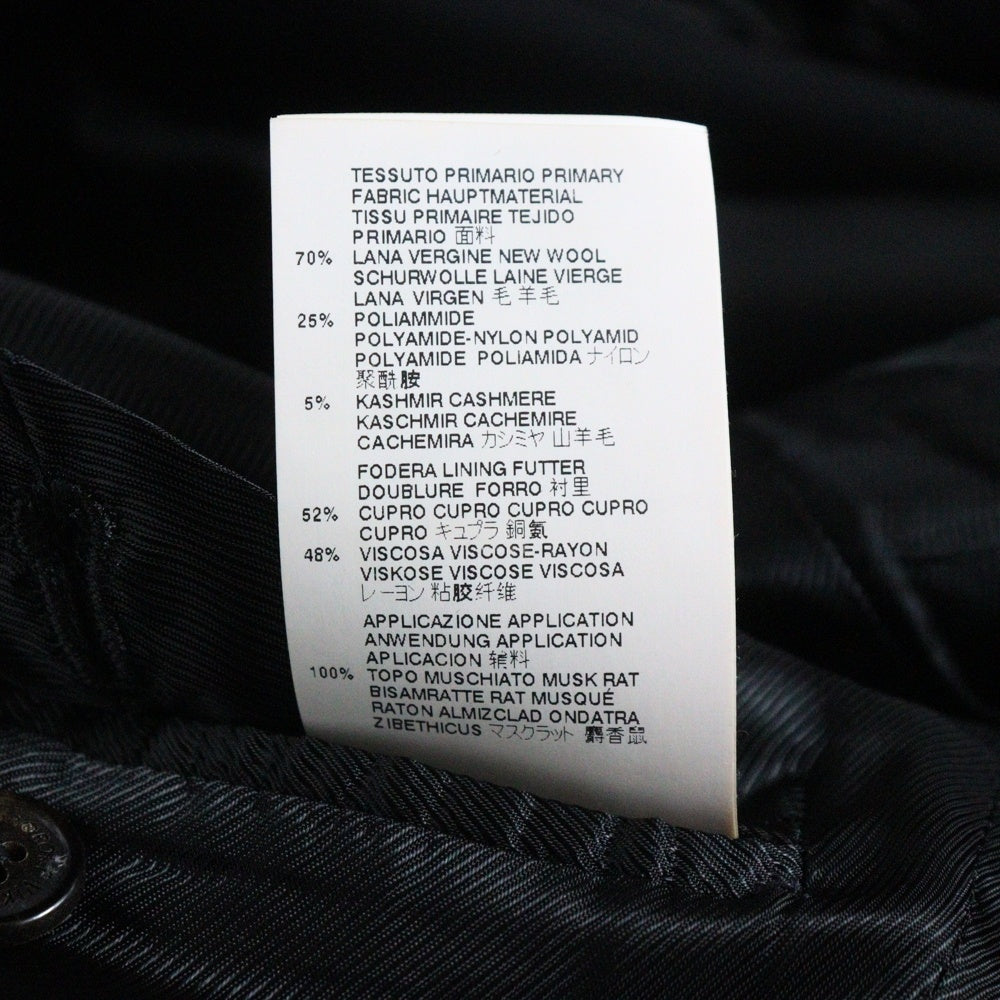 TESSUTO PRIMARIO PRIMARY
FABRIC HAUPTMATERIAL
TISSU PRIMAIRE TEJIDO
PRIMARIO 面料
70% LANA VERGINE NEW WOOL
SCHURWOLLE LAINE VIERGE
LANA VIRGEN 毛 羊毛
25% POLIAMMIDE
POLYAMIDE-NYLON POLYAMID
POLYAMIDE POLIAMIDA ナイロン
聚酰胺
5% KASHMIR CASHMERE
KASCHMIR CACHEMIRE
CACHEMIRA カシミヤ 山羊毛
FODERA LINING FUTTER
DOUBLURE FORRO 衬里
52% CUPRO CUPRO CUPRO CUPRO
CUPRO キュプラ 銅氨
48% VISCOSA VISCOSE-RAYON
VISKOSE VISCOSE VISCOSA
レーヨン 粘胶纤维
APPLICAZIONE APPLICATION
ANWENDUNG APPLICATION
APLICACION 辅料
100% TOPO MUSCHIATO MUSK RAT
BISAMRATTE RAT MUSQUÉ
RATON ALMIZCLAD ONDATRA
ZIBETHICUS マスクラット 麝香鼠